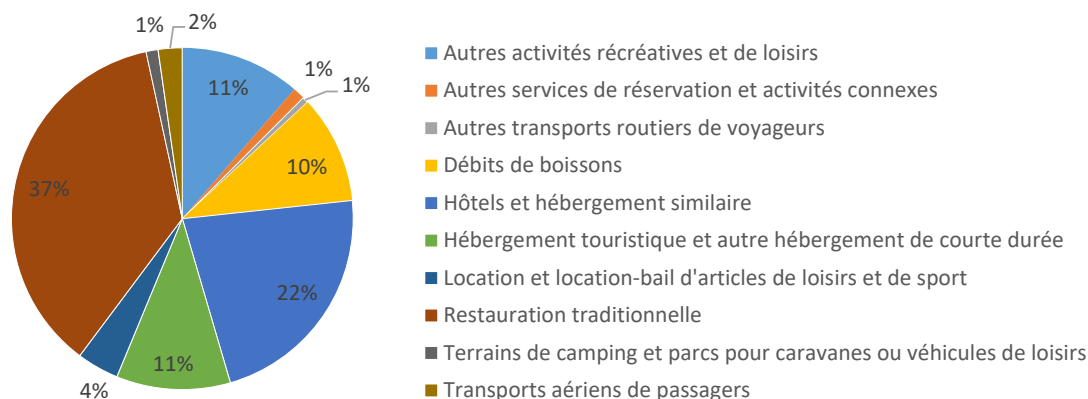 1%
2%
11%
1%
1%
10%
37%
22%
11%
4%
Autres activités récréatives et de loisirs
Autres services de réservation et activités connexes
Autres transports routiers de voyageurs
Débits de boissons
Hôtels et hébergement similaire
Hébergement touristique et autre hébergement de courte durée
Location et location-bail d'articles de loisirs et de sport
Restauration traditionnelle
Terrains de camping et parcs pour caravanes ou véhicules de loisirs
Transports aériens de passagers